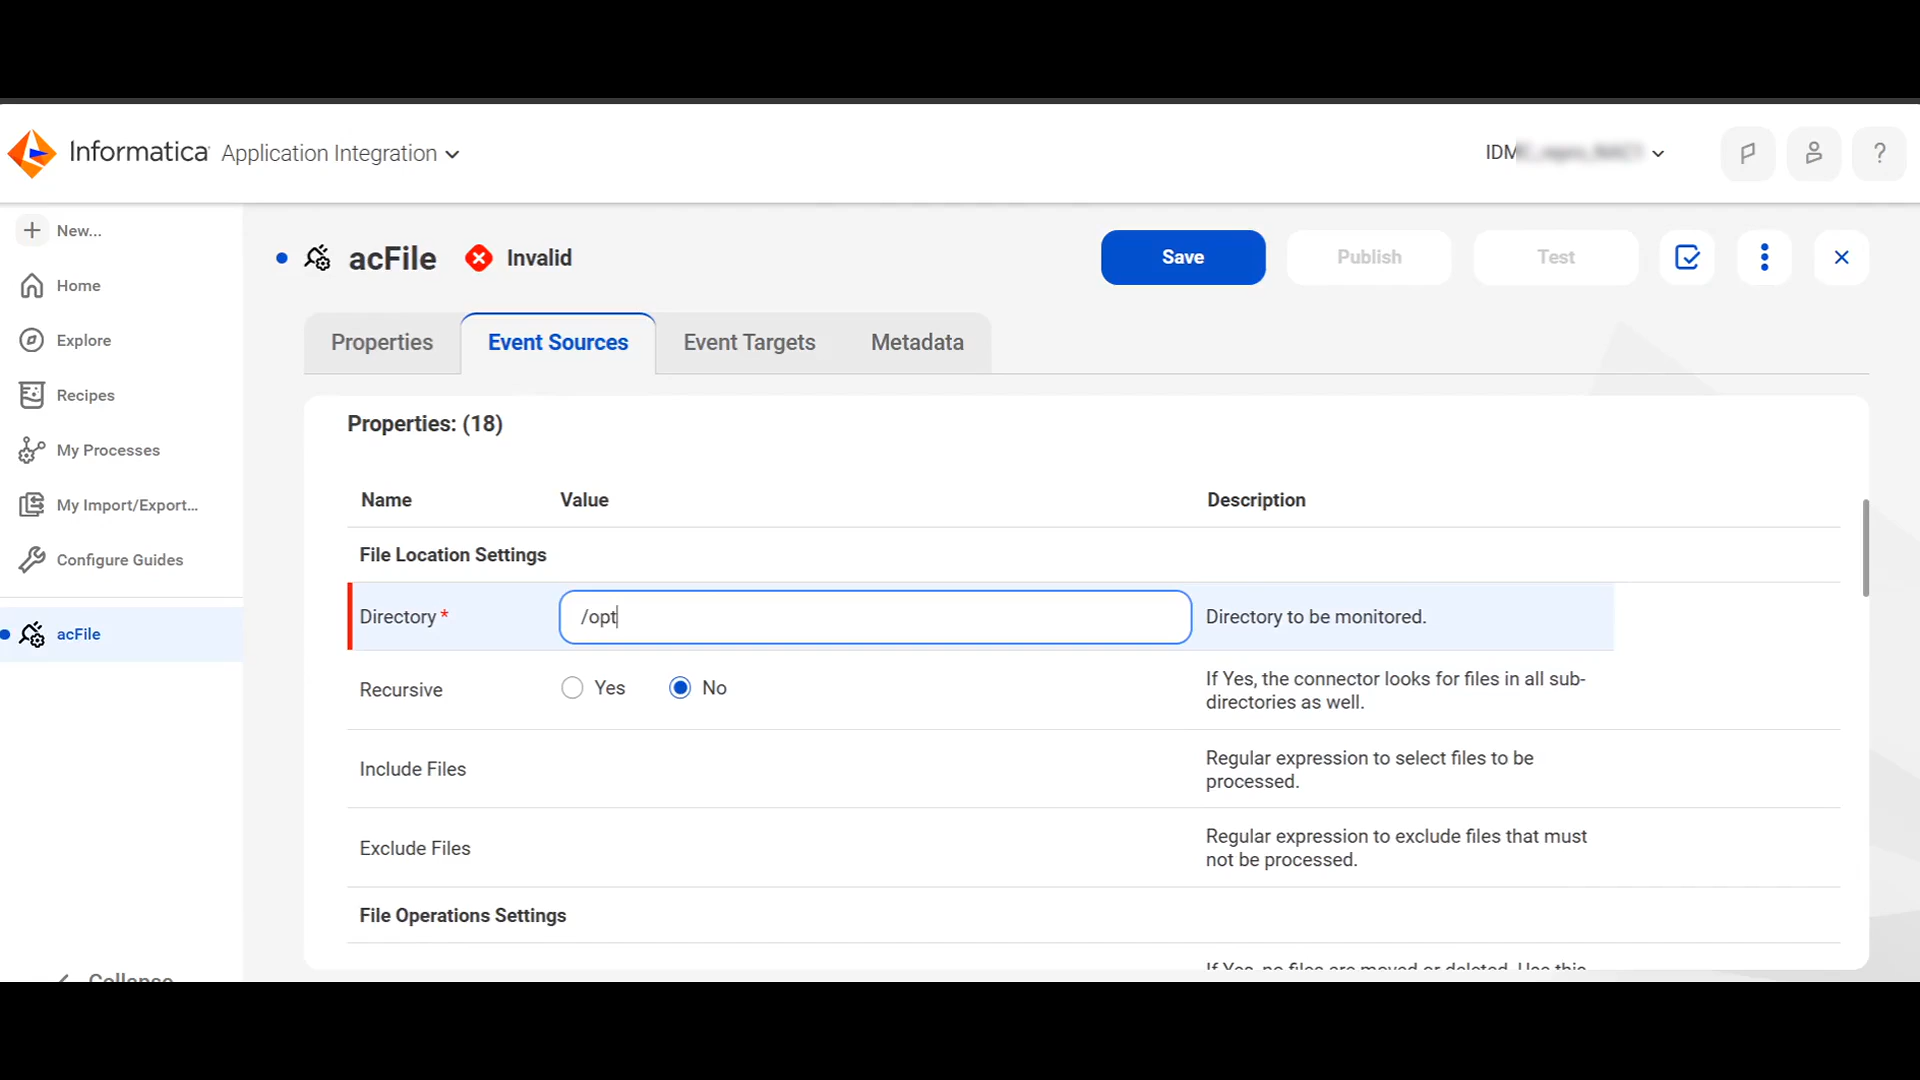 Informatica Application Integration
IDM
?
New...
Home
Explore
Recipes
My Processes
My Import/Export...
Configure Guides
acFile
Collapse
acFile Invalid
Save Publish Test
Properties Event Sources Event Targets Metadata
Properties: (18)
Name Value Description
File Location Settings
Directory * /opt Directory to be monitored.
Recursive Yes No If Yes, the connector looks for files in all sub-
directories as well.
Include Files Regular expression to select files to be
processed.
Exclude Files Regular expression to exclude files that must
not be processed.
File Operations Settings
If Yes, no files are moved or deleted. Use this